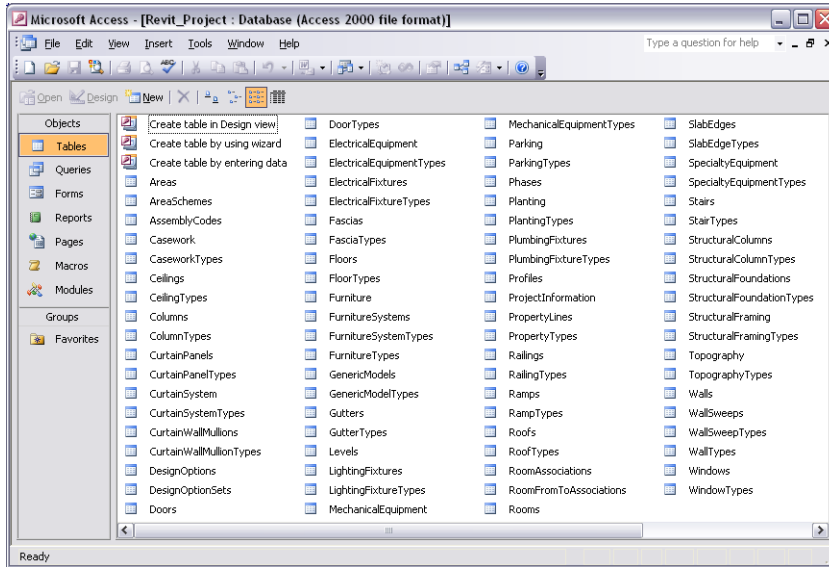 Microsoft Access - [Revit_Project : Database (Access 2000 file format)]
File Edit View Insert Tools Window Help
Type a question for help
Open Design New
Objects
Tables
Queries
Forms
Reports
Pages
Macros
Modules
Groups
Favorites
Create table in Design view
Create table by using wizard
Create table by entering data
Areas
AreaSchemes
AssemblyCodes
Casework
CaseworkTypes
Ceilings
CeilingTypes
Columns
ColumnTypes
CurtainPanels
CurtainPanelTypes
CurtainSystem
CurtainSystemTypes
CurtainWallMullions
CurtainWallMullionTypes
DesignOptions
DesignOptionSets
Doors
DoorTypes
ElectricalEquipment
ElectricalEquipmentTypes
ElectricalFixtures
ElectricalFixtureTypes
Fascias
FasciaTypes
Floors
FloorTypes
Furniture
FurnitureSystems
FurnitureSystemTypes
FurnitureTypes
GenericModels
GenericModelTypes
Gutters
GutterTypes
Levels
LightingFixtures
LightingFixtureTypes
MechanicalEquipment
MechanicalEquipmentTypes
Parking
ParkingTypes
Phases
Planting
PlantingTypes
PlumbingFixtures
PlumbingFixtureTypes
Profiles
ProjectInformation
PropertyLines
PropertyTypes
Railings
RailingTypes
Ramps
RampTypes
Roofs
RoofTypes
RoomAssociations
RoomFromToAssociations
Rooms
SlabEdges
SlabEdgeTypes
SpecialtyEquipment
SpecialtyEquipmentTypes
Stairs
StairTypes
StructuralColumns
StructuralColumnTypes
StructuralFoundations
StructuralFoundationTypes
StructuralFraming
StructuralFramingTypes
Topography
TopographyTypes
Walls
WallSweeps
WallSweepTypes
WallTypes
Windows
WindowTypes
Ready